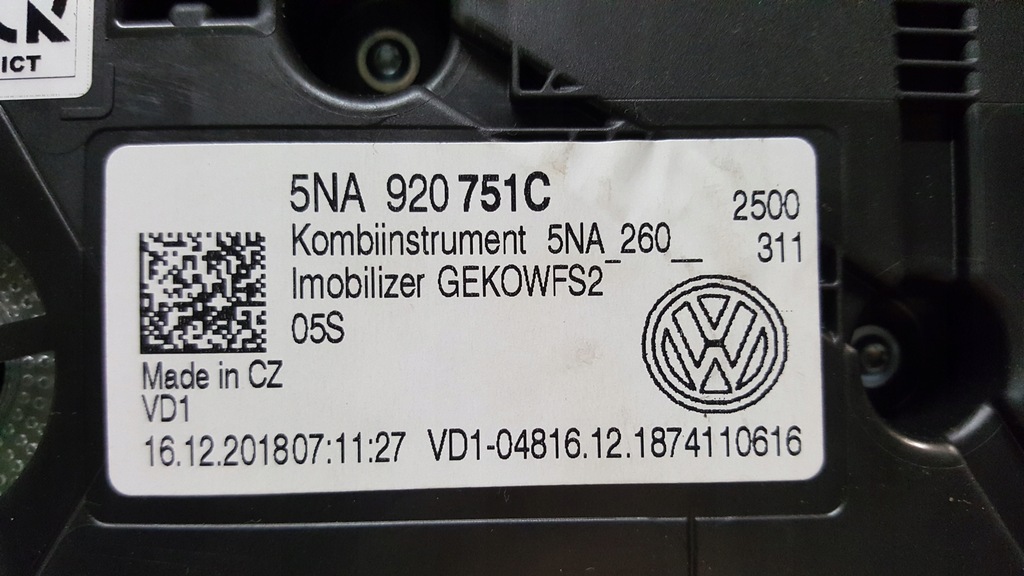 ICT
5NA 920 751C
2500
Kombiinstrument 5NA_260__
311
Imobilizer GEKOWFS2
05S
Made in CZ
VD1
16.12.201807:11:27 VD1-04816.12.1874110616